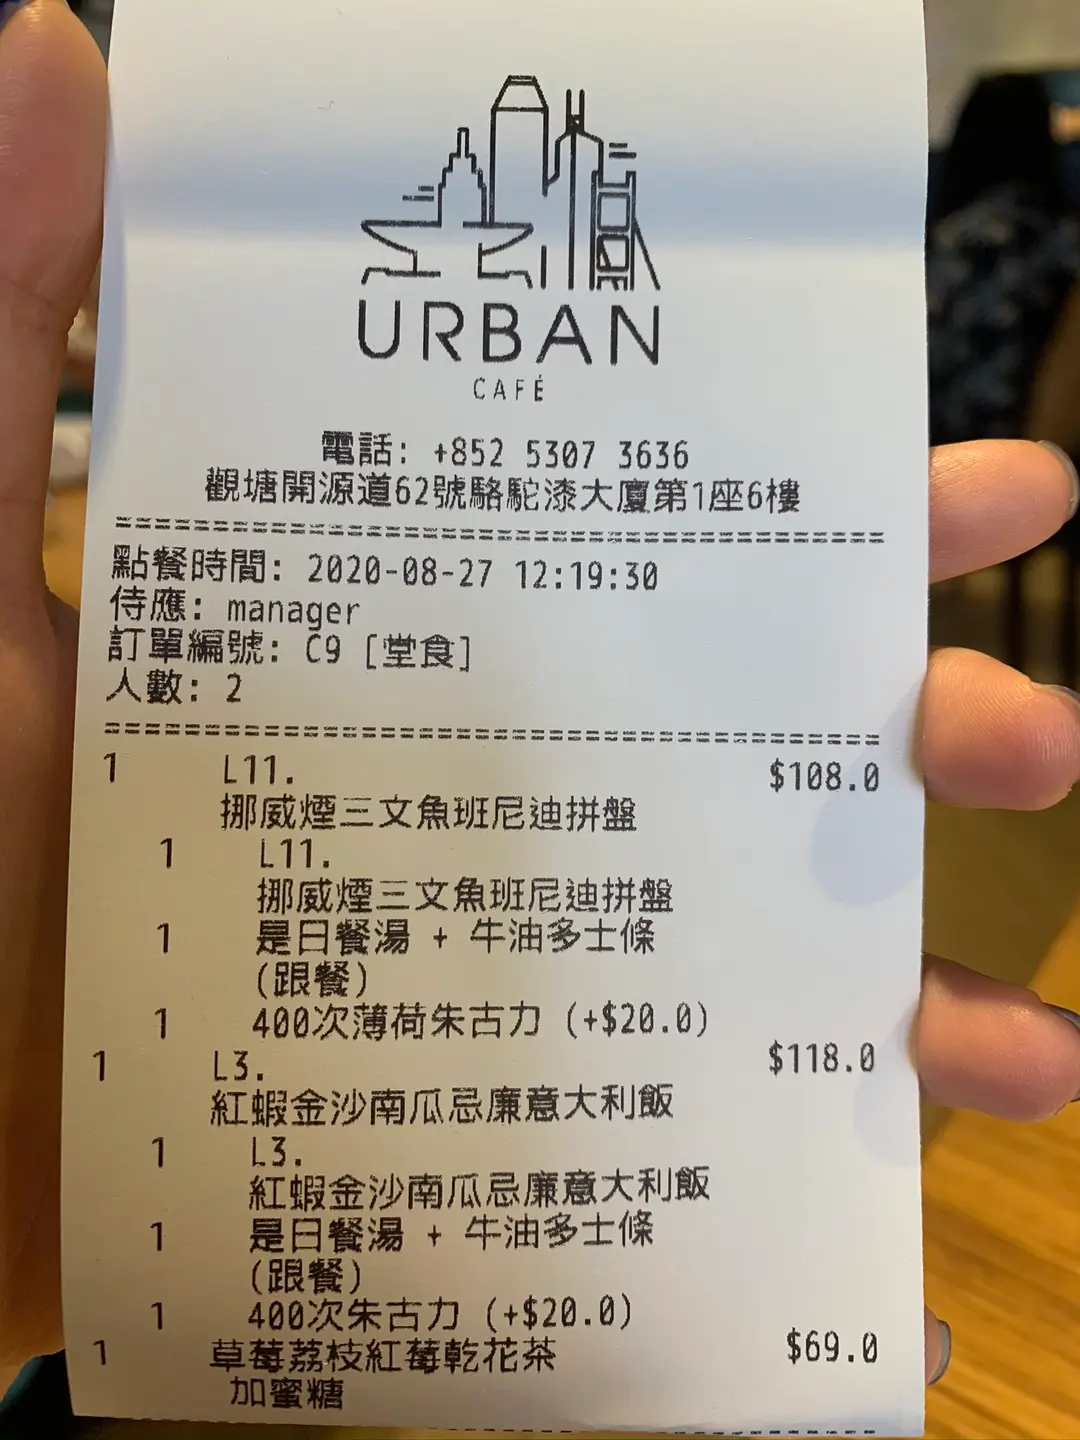 URBAN
CAFÉ
電話: +852 5307 3636
觀塘開源道62號駱駝漆大廈第1座6樓
點餐時間: 2020-08-27 12:19:30
侍應: manager
訂單編號: C9 [堂食]
人數: 2
1 L11. $108.0
挪威煙三文魚班尼迪拼盤
1 L11.
挪威煙三文魚班尼迪拼盤
1 是日餐湯 + 牛油多士條
(跟餐)
1 400次薄荷朱古力 (+$20.0)
1 L3. $118.0
紅蝦金沙南瓜忌廉意大利飯
1 L3.
紅蝦金沙南瓜忌廉意大利飯
1 是日餐湯 + 牛油多士條
(跟餐)
1 400次朱古力 (+$20.0)
1 草莓荔枝紅莓乾花茶 $69.0
加蜜糖